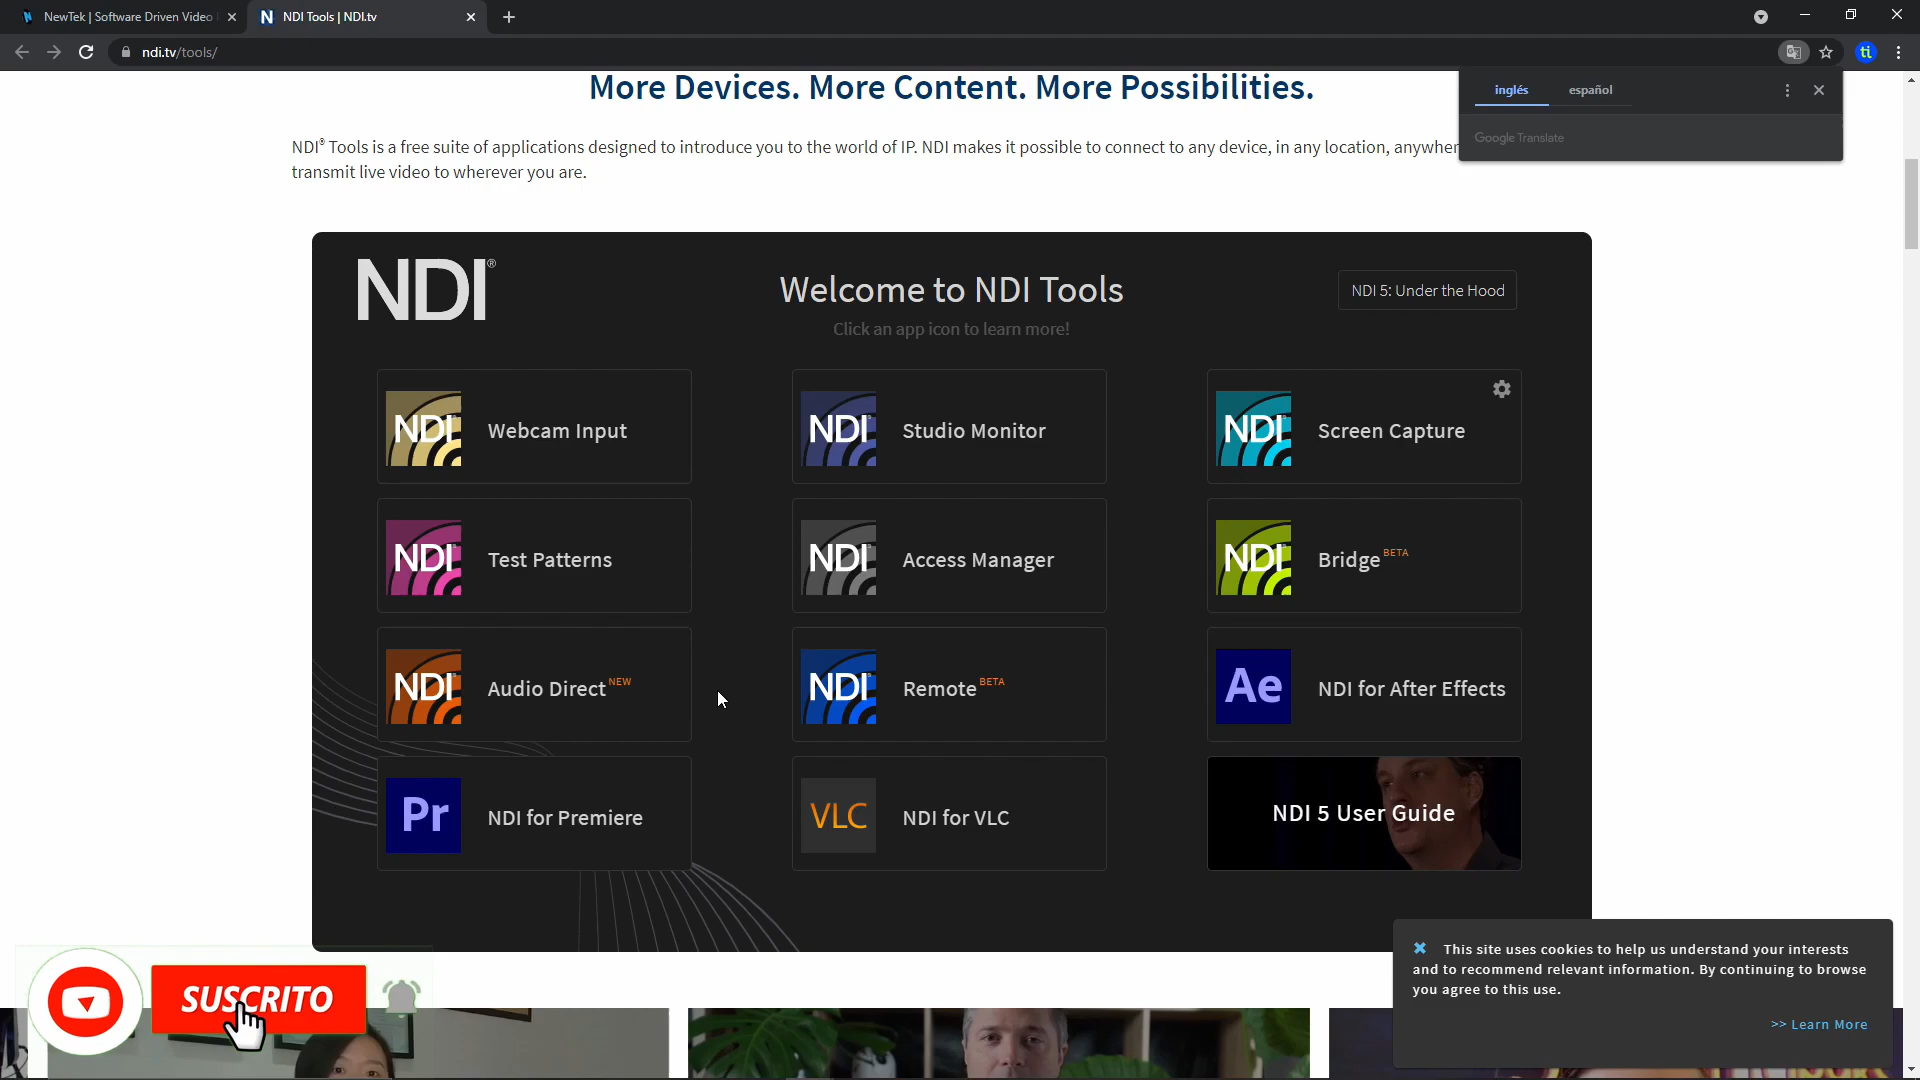 NewTek | Software Driven Video
NDI Tools | NDI.tv
ndi.tv/tools/
ti
More Devices. More Content. More Possibilities.
inglés español
Google Translate
NDI® Tools is a free suite of applications designed to introduce you to the world of IP. NDI makes it possible to connect to any device, in any location, anywher
transmit live video to wherever you are.
NDI®
Welcome to NDI Tools
NDI 5: Under the Hood
Click an app icon to learn more!
NDI Webcam Input
NDI Studio Monitor
NDI Screen Capture
NDI Test Patterns
NDI Access Manager
NDI Bridge BETA
NDI Audio Direct NEW
NDI Remote BETA
Ae NDI for After Effects
Pr NDI for Premiere
VLC NDI for VLC
NDI 5 User Guide
This site uses cookies to help us understand your interests
and to recommend relevant information. By continuing to browse
you agree to this use.
>> Learn More
SUSCRITO